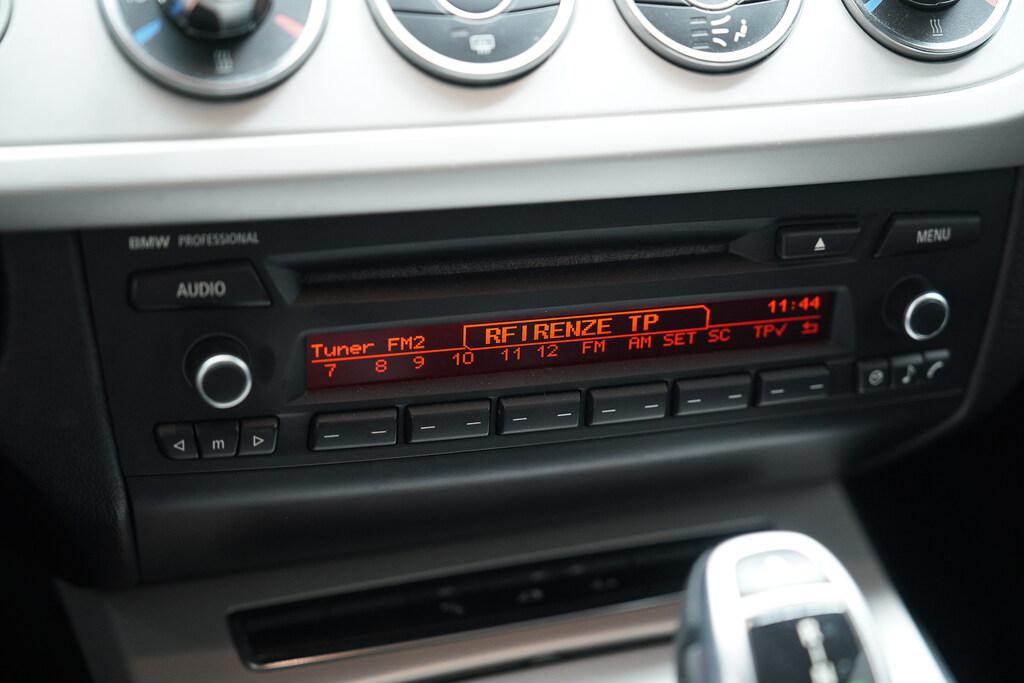 BMW PROFESSIONAL
MENU
AUDIO
Tuner FM2 RFIRENZE TP 11:44
7 8 9 10 11 12 FM AM SET SC TP√
m